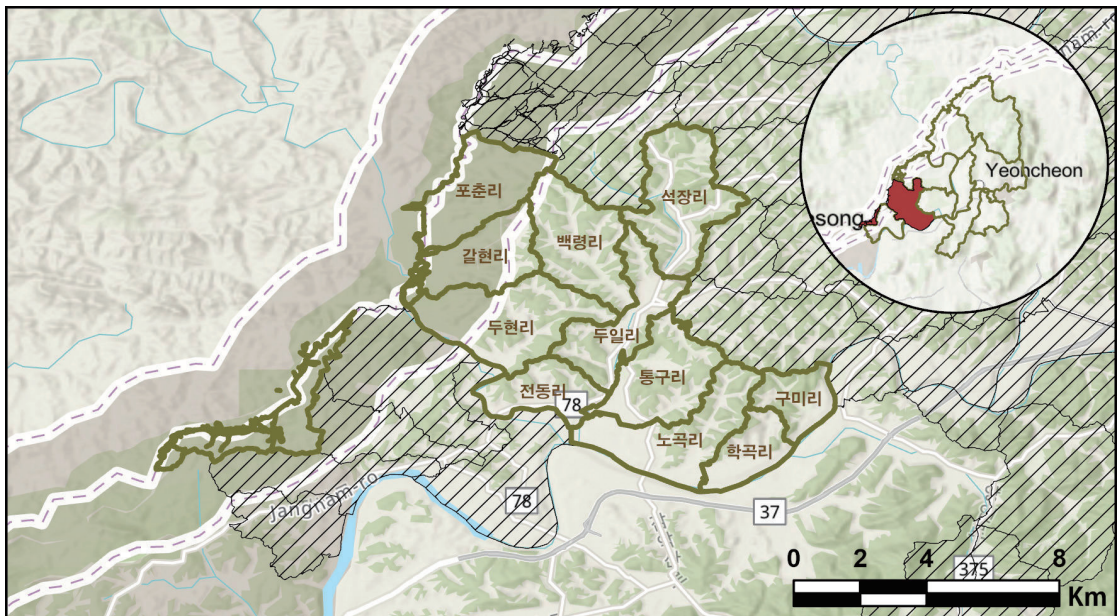 포춘리
석장리
백령리
갈현리
두현리
두일리
통구리
전동리
78
구미리
노곡리
학곡리
78
37
375
Jangnam-ro
Yeoncheon
song
0 2 4 8
Km